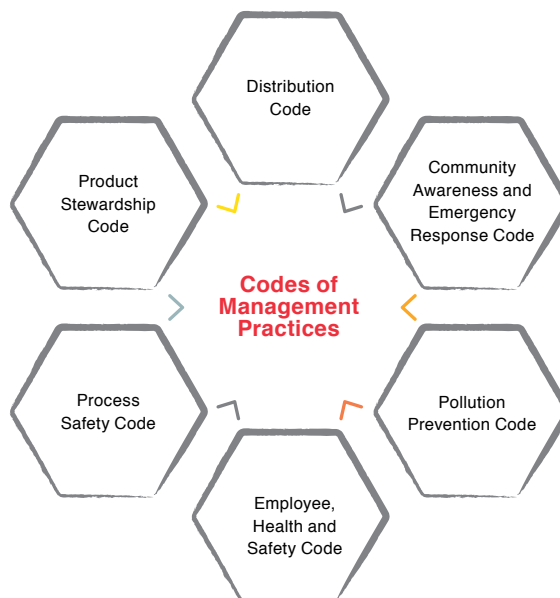 Distribution
Code
Community
Awareness and
Emergency
Response Code
Product
Stewardship
Code
Codes of
Management
Practices
Process
Safety Code
Pollution
Prevention Code
Employee,
Health and
Safety Code